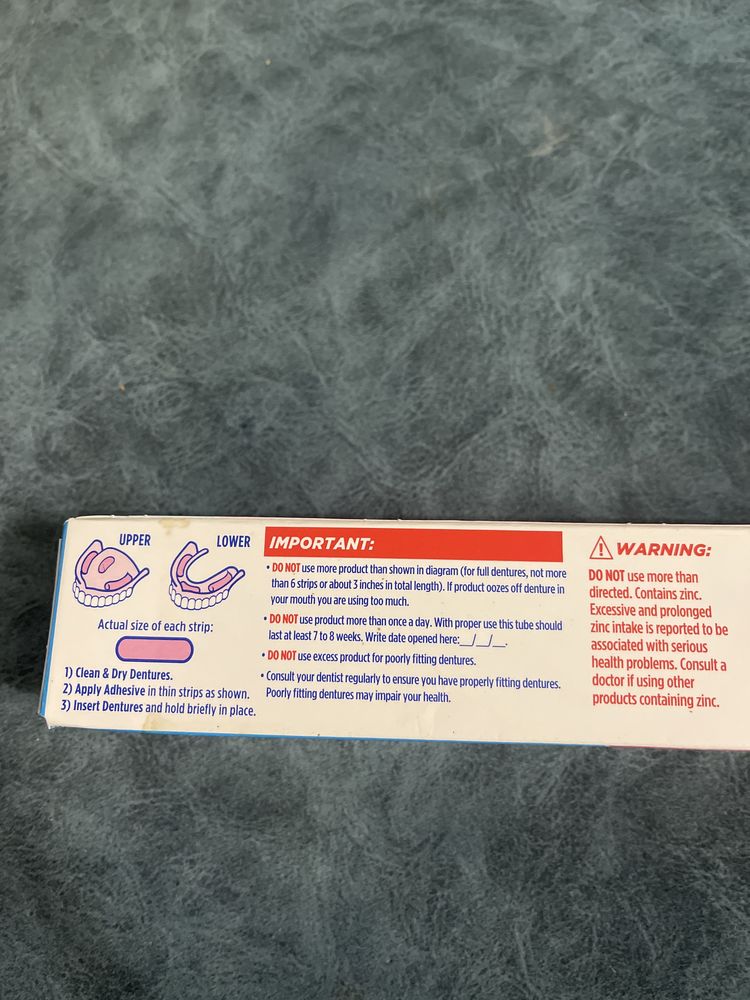 UPPER
LOWER
Actual size of each strip:
1) Clean & Dry Dentures.
2) Apply Adhesive in thin strips as shown.
3) Insert Dentures and hold briefly in place.
IMPORTANT:
• DO NOT use more product than shown in diagram (for full dentures, not more
than 6 strips or about 3 inches in total length). If product oozes off denture in
your mouth you are using too much.
• DO NOT use product more than once a day. With proper use this tube should
last at least 7 to 8 weeks. Write date opened here:__/__/__.
• DO NOT use excess product for poorly fitting dentures.
• Consult your dentist regularly to ensure you have properly fitting dentures.
Poorly fitting dentures may impair your health.
WARNING:
DO NOT use more than
directed. Contains zinc.
Excessive and prolonged
zinc intake is reported to be
associated with serious
health problems. Consult a
doctor if using other
products containing zinc.